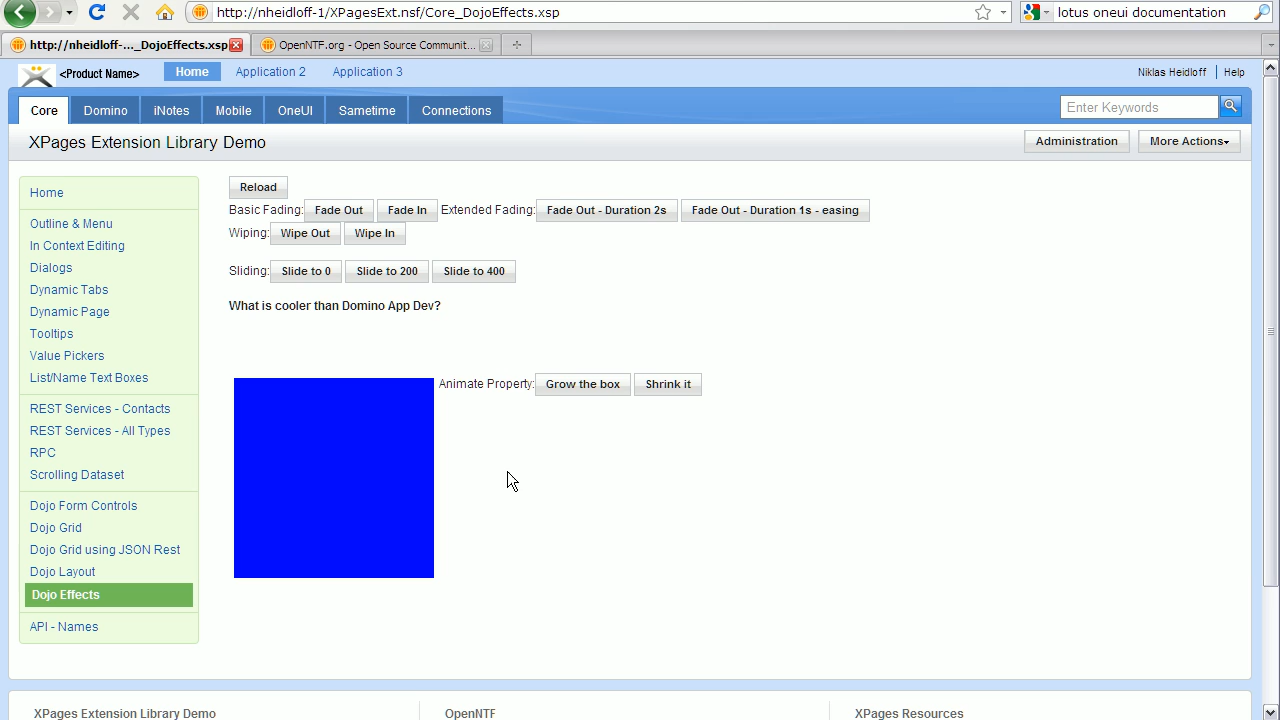 http://nheidloff-1/XPagesExt.nsf/Core_DojoEffects.xsp
lotus oneui documentation
http://nheidloff-..._DojoEffects.xsp
OpenNTF.org - Open Source Communit...
<Product Name>
Home
Application 2
Application 3
Niklas Heidloff
Help
Core
Domino
iNotes
Mobile
OneUI
Sametime
Connections
Enter Keywords
XPages Extension Library Demo
Administration
More Actions
Home
Outline & Menu
In Context Editing
Dialogs
Dynamic Tabs
Dynamic Page
Tooltips
Value Pickers
List/Name Text Boxes
REST Services - Contacts
REST Services - All Types
RPC
Scrolling Dataset
Dojo Form Controls
Dojo Grid
Dojo Grid using JSON Rest
Dojo Layout
Dojo Effects
API - Names
Reload
Basic Fading: Fade Out Fade In Extended Fading: Fade Out - Duration 2s Fade Out - Duration 1s - easing
Wiping: Wipe Out Wipe In
Sliding: Slide to 0 Slide to 200 Slide to 400
What is cooler than Domino App Dev?
Animate Property: Grow the box Shrink it
XPages Extension Library Demo
OpenNTF
XPages Resources